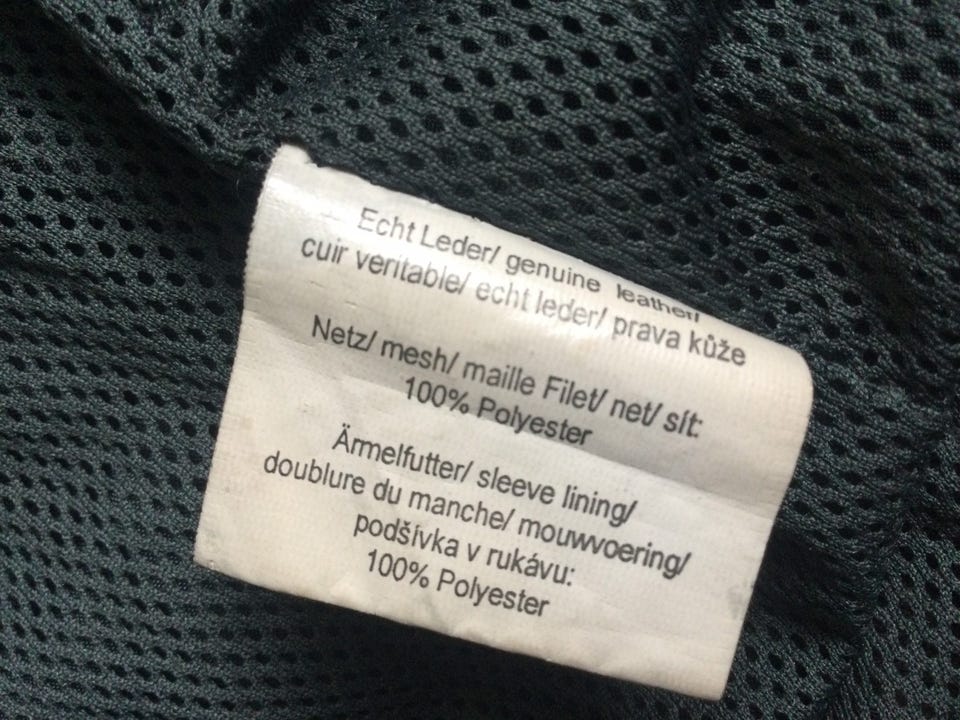 Echt Leder/ genuine leather/
cuir veritable/ echt leder/ prava kůže
Netz/ mesh/ maille Filet/ net/ sít:
100% Polyester
Ärmelfutter/ sleeve lining/
doublure du manche/ mouwvoering/
podšívka v rukávu:
100% Polyester